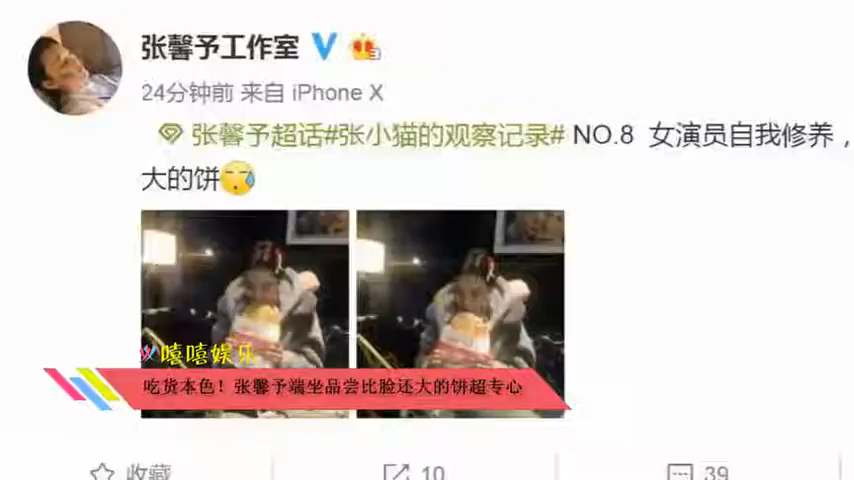 张馨予工作室
24分钟前 来自 iPhone X
张馨予超话#张小猫的观察记录# NO.8 女演员自我修养，
大的饼
嘻嘻娱乐
吃货本色！张馨予端坐品尝比脸还大的饼超专心
收藏
10
39